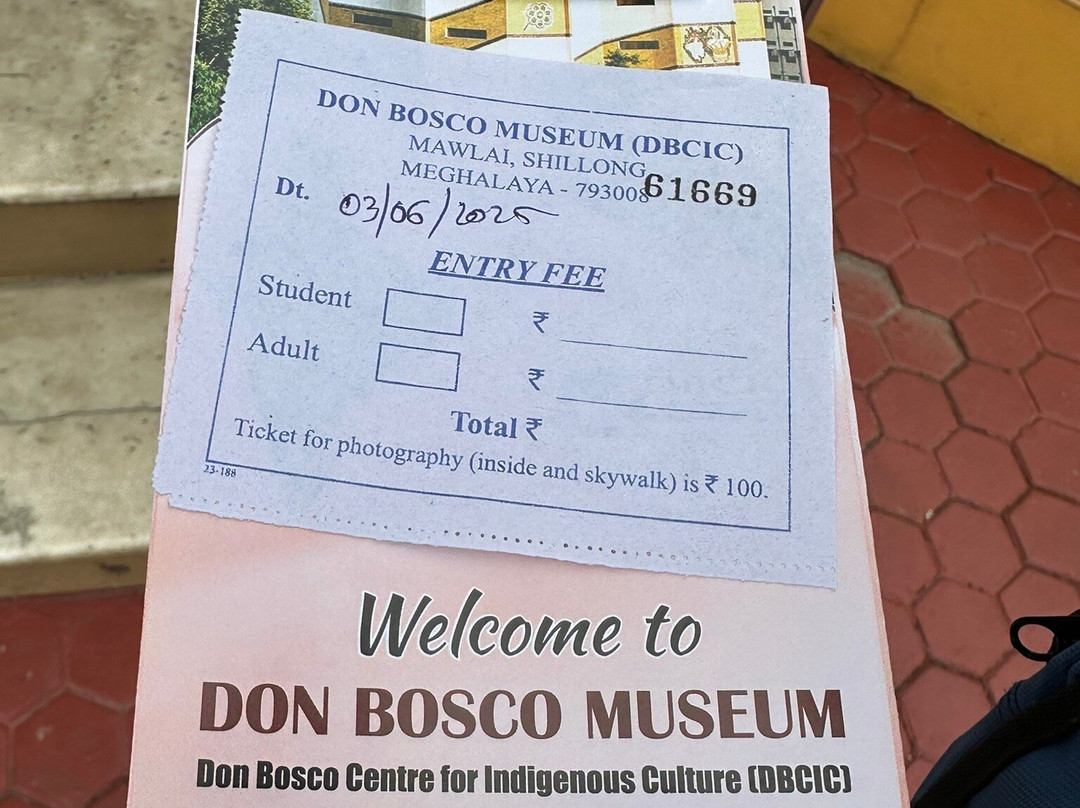 DON BOSCO MUSEUM (DBCIC)
MAWLAI, SHILLONG
MEGHALAYA - 793008
61669
Dt. 03/06/2025
ENTRY FEE
Student ₹
Adult ₹
Total ₹
Ticket for photography (inside and skywalk) is ₹ 100.
23-188
Welcome to
DON BOSCO MUSEUM
Don Bosco Centre for Indigenous Culture (DBCIC)